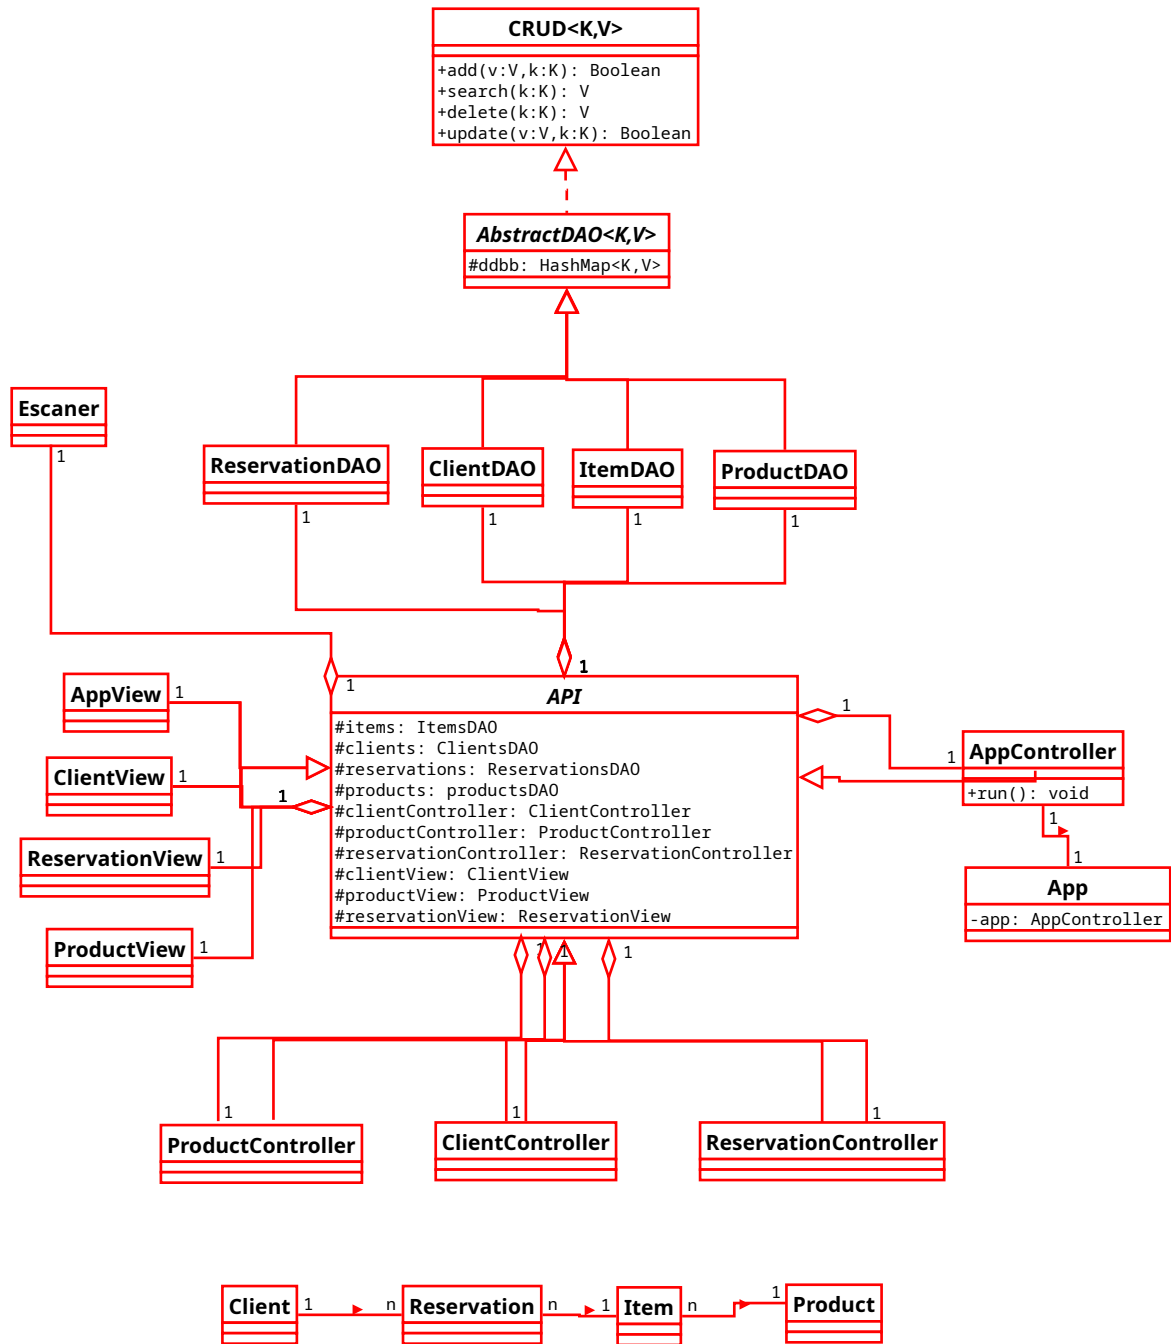 CRUD<K,V>
+add(v:V,k:K): Boolean
+search(k:K): V
+delete(k:K): V
+update(v:V,k:K): Boolean
AbstractDAO<K,V>
#ddbb: HashMap<K,V>
Escaner
1
ReservationDAO
1
ClientDAO
1
ItemDAO
1
ProductDAO
1
1
1
API
#items: ItemsDAO
#clients: ClientsDAO
#reservations: ReservationsDAO
#products: productsDAO
#clientController: ClientController
#productController: ProductController
#reservationController: ReservationController
#clientView: ClientView
#productView: ProductView
#reservationView: ReservationView
AppView
1
ClientView
1
1
ReservationView
1
ProductView
1
1
1
AppController
+run(): void
1
1
App
-app: AppController
1
1
1
1
ProductController
1
ClientController
1
ReservationController
Client
1
n
Reservation
n
1
Item
n
1
Product